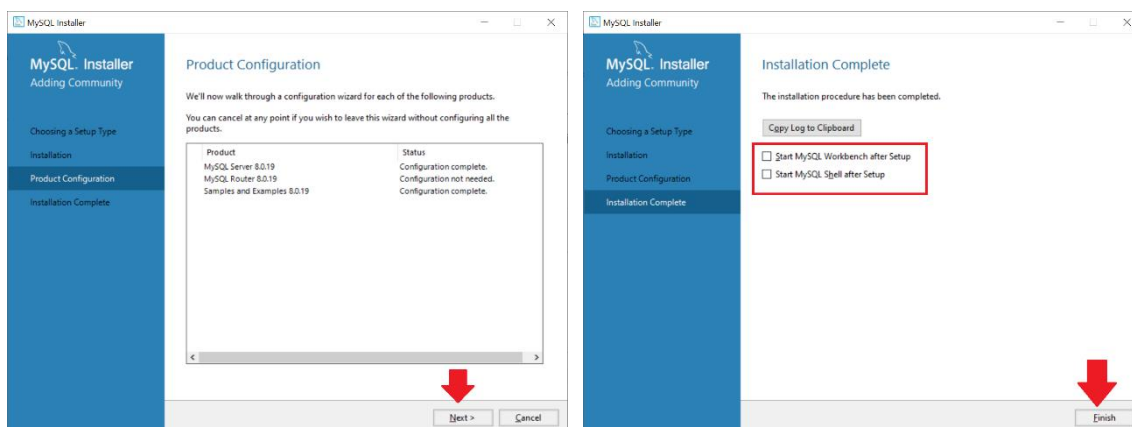 MySQL Installer
MySQL. Installer
Adding Community
Choosing a Setup Type
Installation
Product Configuration
Installation Complete
Product Configuration
We'll now walk through a configuration wizard for each of the following products.
You can cancel at any point if you wish to leave this wizard without configuring all the
products.
Product Status
MySQL Server 8.0.19 Configuration complete.
MySQL Router 8.0.19 Configuration not needed.
Samples and Examples 8.0.19 Configuration complete.
Next > Cancel
MySQL Installer
MySQL. Installer
Adding Community
Choosing a Setup Type
Installation
Product Configuration
Installation Complete
Installation Complete
The installation procedure has been completed.
Copy Log to Clipboard
Start MySQL Workbench after Setup
Start MySQL Shell after Setup
Finish